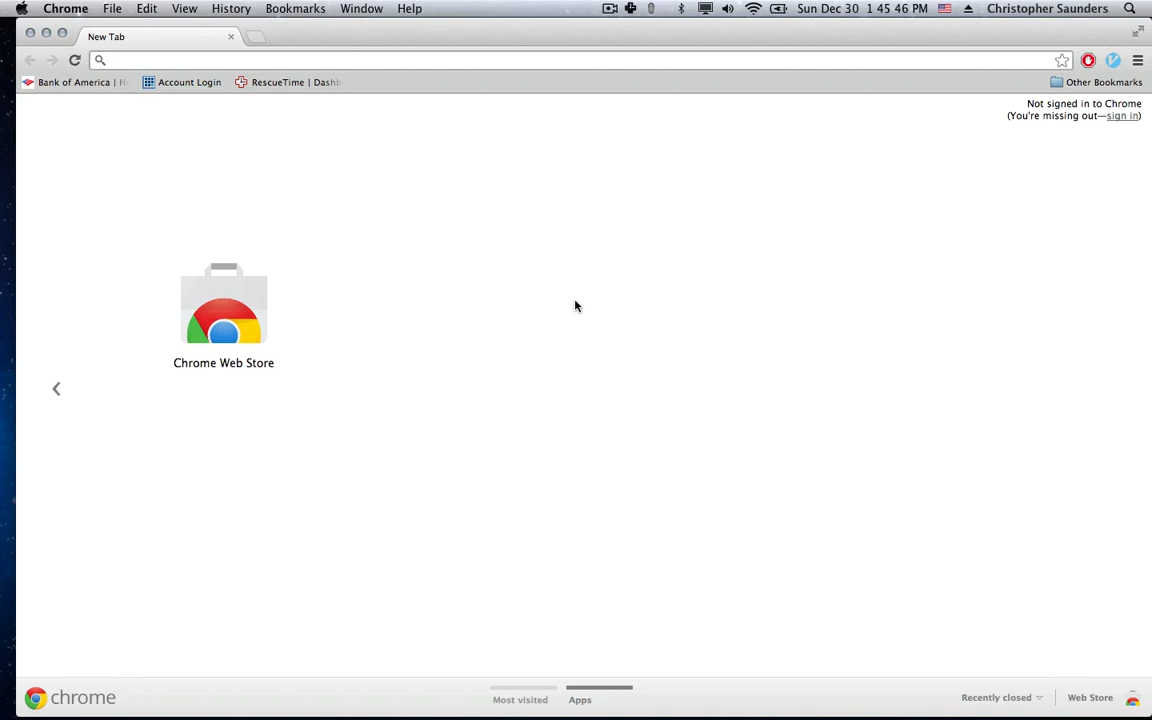 Chrome File Edit View History Bookmarks Window Help Sun Dec 30 1 45 46 PM Christopher Saunders
New Tab
Bank of America | H Account Login RescueTime | Dashb Other Bookmarks
Not signed in to Chrome
(You're missing out—sign in)
Chrome Web Store
chrome Most visited Apps Recently closed Web Store